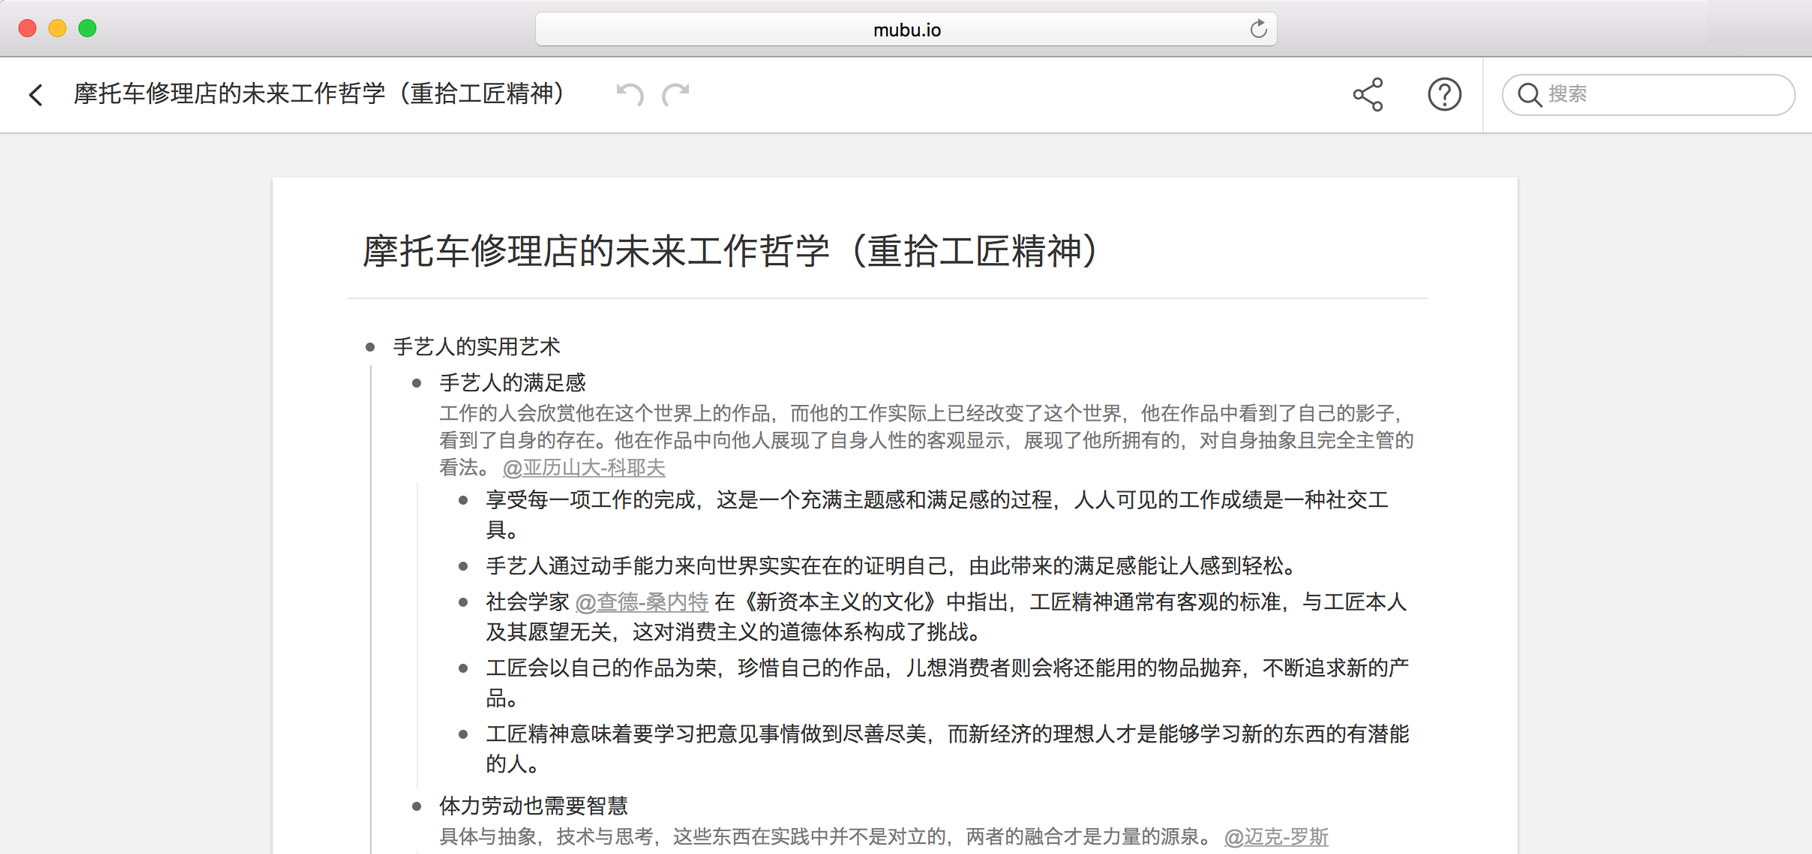 mubu.io
摩托车修理店的未来工作哲学（重拾工匠精神）
搜索
摩托车修理店的未来工作哲学（重拾工匠精神）
手艺人的实用艺术
手艺人的满足感
工作的人会欣赏他在这个世界上的作品，而他的工作实际上已经改变了这个世界，他在作品中看到了自己的影子，
看到了自身的存在。他在作品中向他人展现了自身人性的客观显示，展现了他所拥有的，对自身抽象且完全主管的
看法。 @亚历山大-科耶夫
享受每一项工作的完成，这是一个充满主题感和满足感的过程，人人可见的工作成绩是一种社交工
具。
手艺人通过动手能力来向世界实实在在的证明自己，由此带来的满足感能让人感到轻松。
社会学家 @查德-桑内特 在《新资本主义的文化》中指出，工匠精神通常有客观的标准，与工匠本人
及其愿望无关，这对消费主义的道德体系构成了挑战。
工匠会以自己的作品为荣，珍惜自己的作品，儿想消费者则会将还能用的物品抛弃，不断追求新的产
品。
工匠精神意味着要学习把意见事情做到尽善尽美，而新经济的理想人才是能够学习新的东西的有潜能
的人。
体力劳动也需要智慧
具体与抽象，技术与思考，这些东西在实践中并不是对立的，两者的融合才是力量的源泉。 @迈克-罗斯